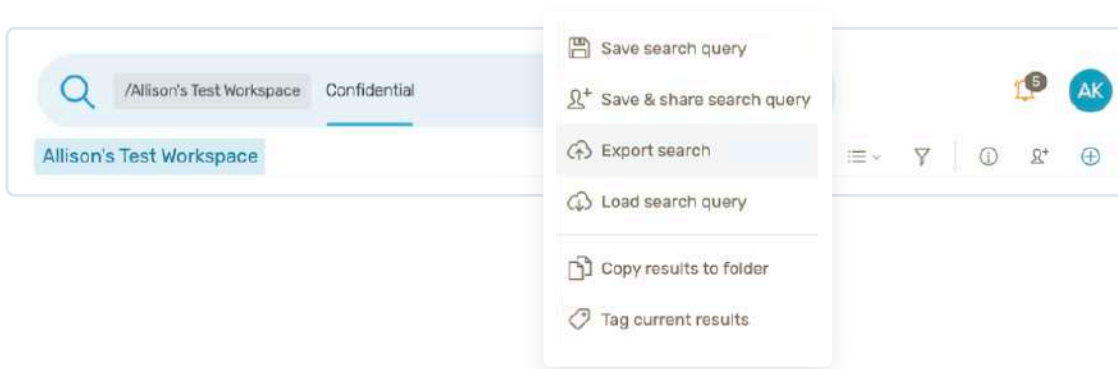 /Allison's Test Workspace Confidential
5
AK
Allison's Test Workspace
Save search query
Save & share search query
Export search
Load search query
Copy results to folder
Tag current results